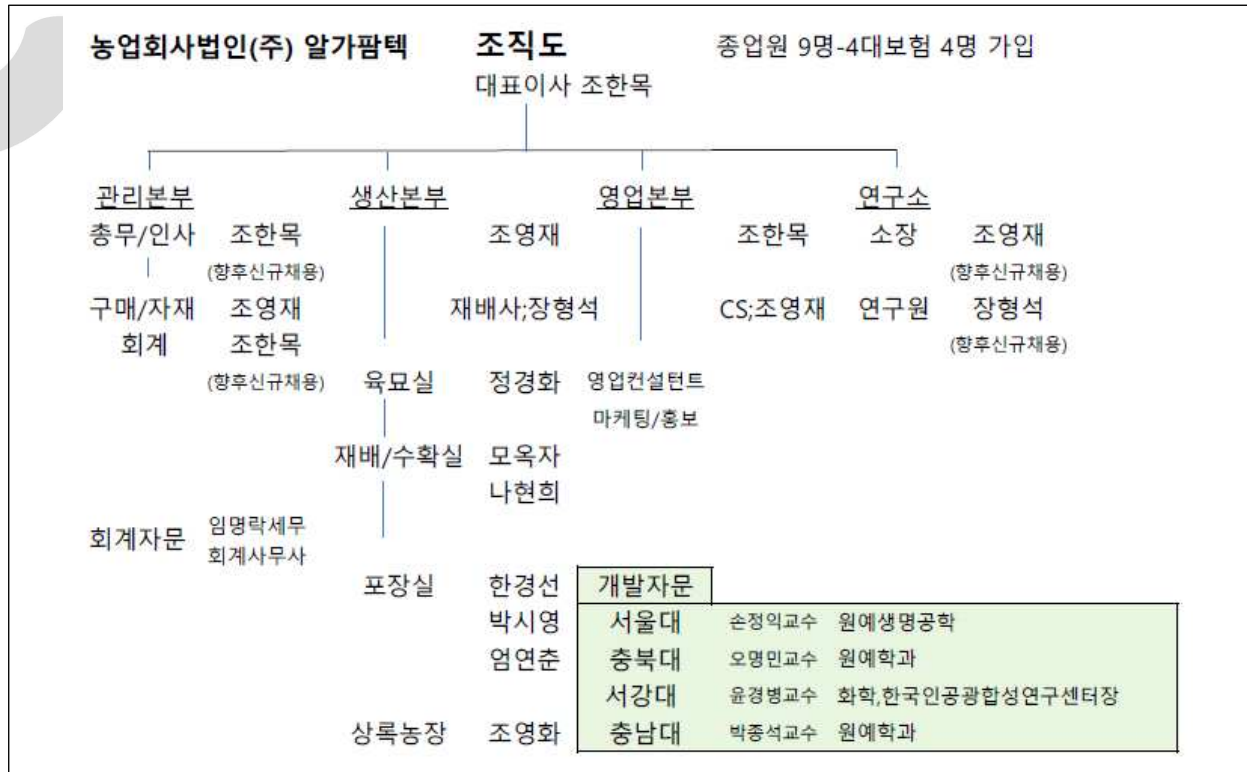 농업회사법인(주) 알가팜텍 조직도 종업원 9명-4대보험 4명 가입
대표이사 조한목
관리본부 생산본부 영업본부 연구소
총무/인사 조한목 조영재 조한목 소장 조영재
(향후신규채용) (향후신규채용)
구매/자재 조영재 재배사;장형석 CS;조영재 연구원 장형석
회계 조한목 (향후신규채용)
(향후신규채용) 육묘실 정경화 영업컨설턴트
마케팅/홍보
재배/수확실 모옥자
나현희
회계자문 임명락세무
회계사무사
포장실 한경선 개발자문
박시영 서울대 손정익교수 원예생명공학
엄연춘 충북대 오명민교수 원예학과
서강대 윤경병교수 화학,한국인공광합성연구센터장
상록농장 조영화 충남대 박종석교수 원예학과